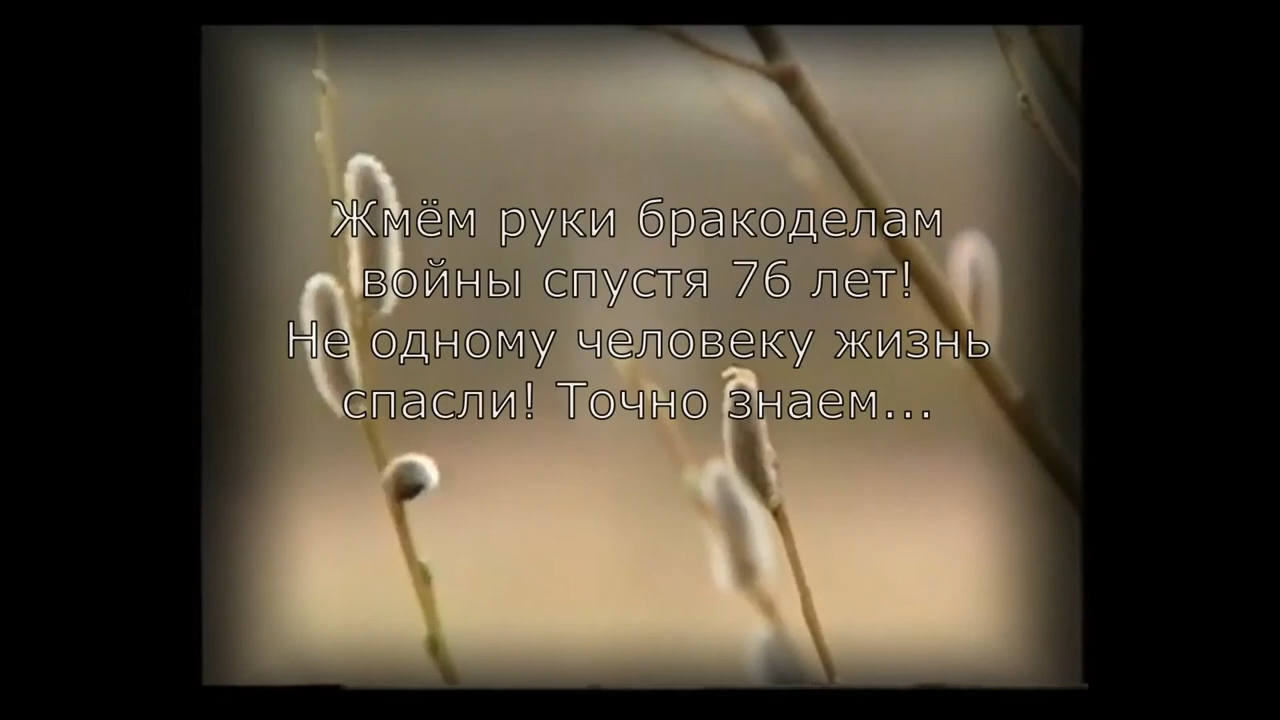 Жмём руки бракоделам
войны спустя 76 лет!
Не одному человеку жизнь
спасли! Точно знаем...